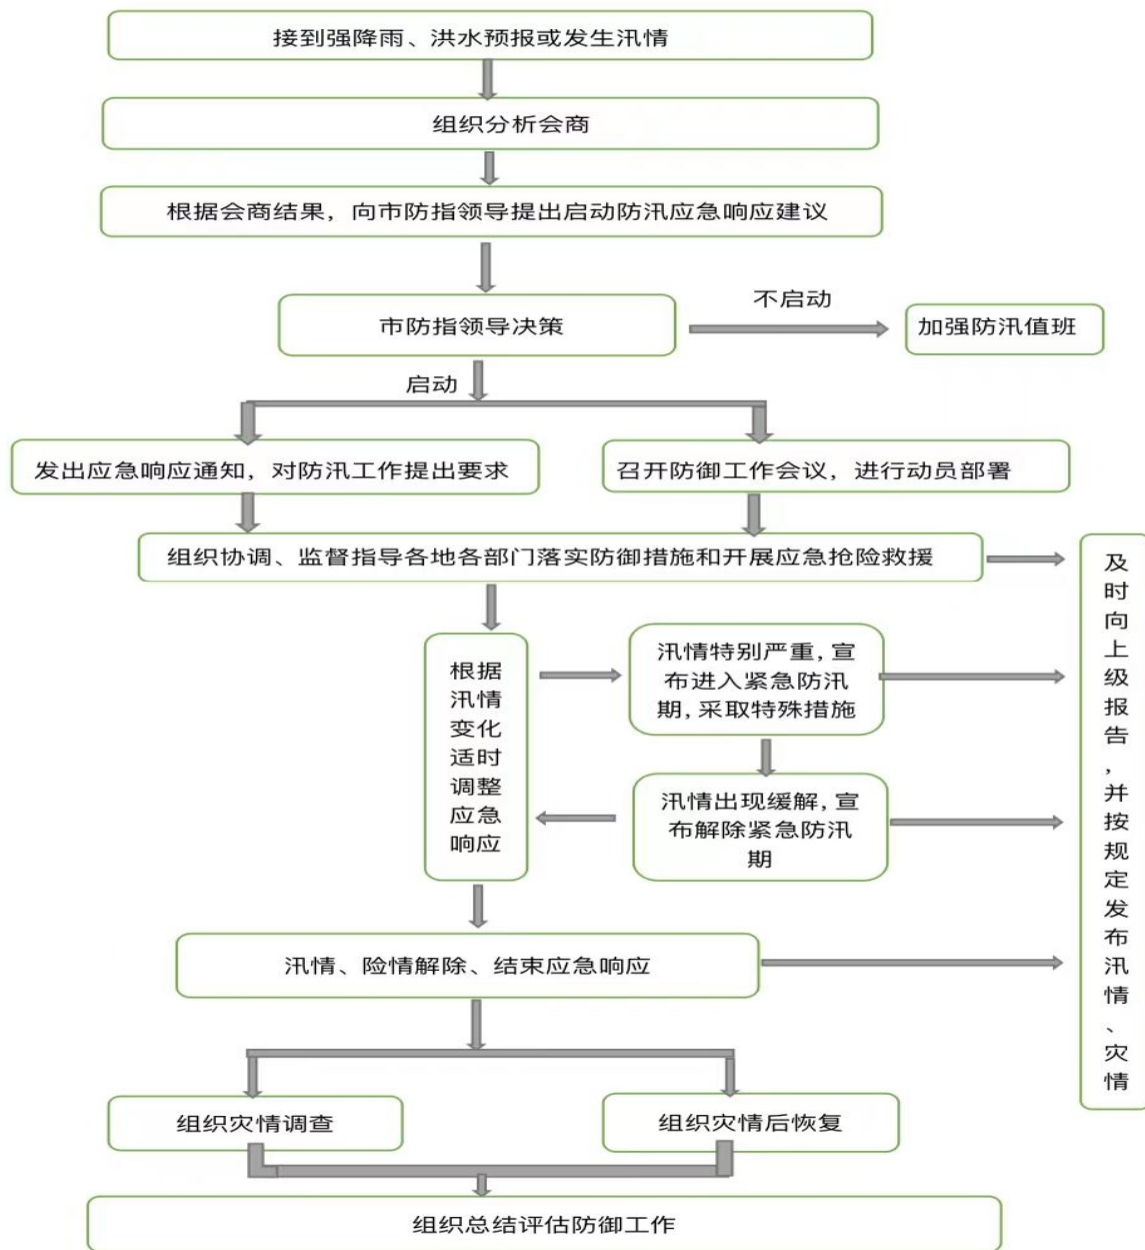 接到强降雨、洪水预报或发生汛情
组织分析会商
根据会商结果，向市防指领导提出启动防汛应急响应建议
市防指领导决策
不启动
加强防汛值班
启动
发出应急响应通知，对防汛工作提出要求
召开防御工作会议，进行动员部署
组织协调、监督指导各地各部门落实防御措施和开展应急抢险救援
根据
汛情
变化
适时
调整
应急
响应
汛情特别严重，宣
布进入紧急防汛
期，采取特殊措施
汛情出现缓解，宣
布解除紧急防汛
期
及时向上级报告，并按规定发布汛情、灾情
汛情、险情解除、结束应急响应
组织灾情调查
组织灾情后恢复
组织总结评估防御工作